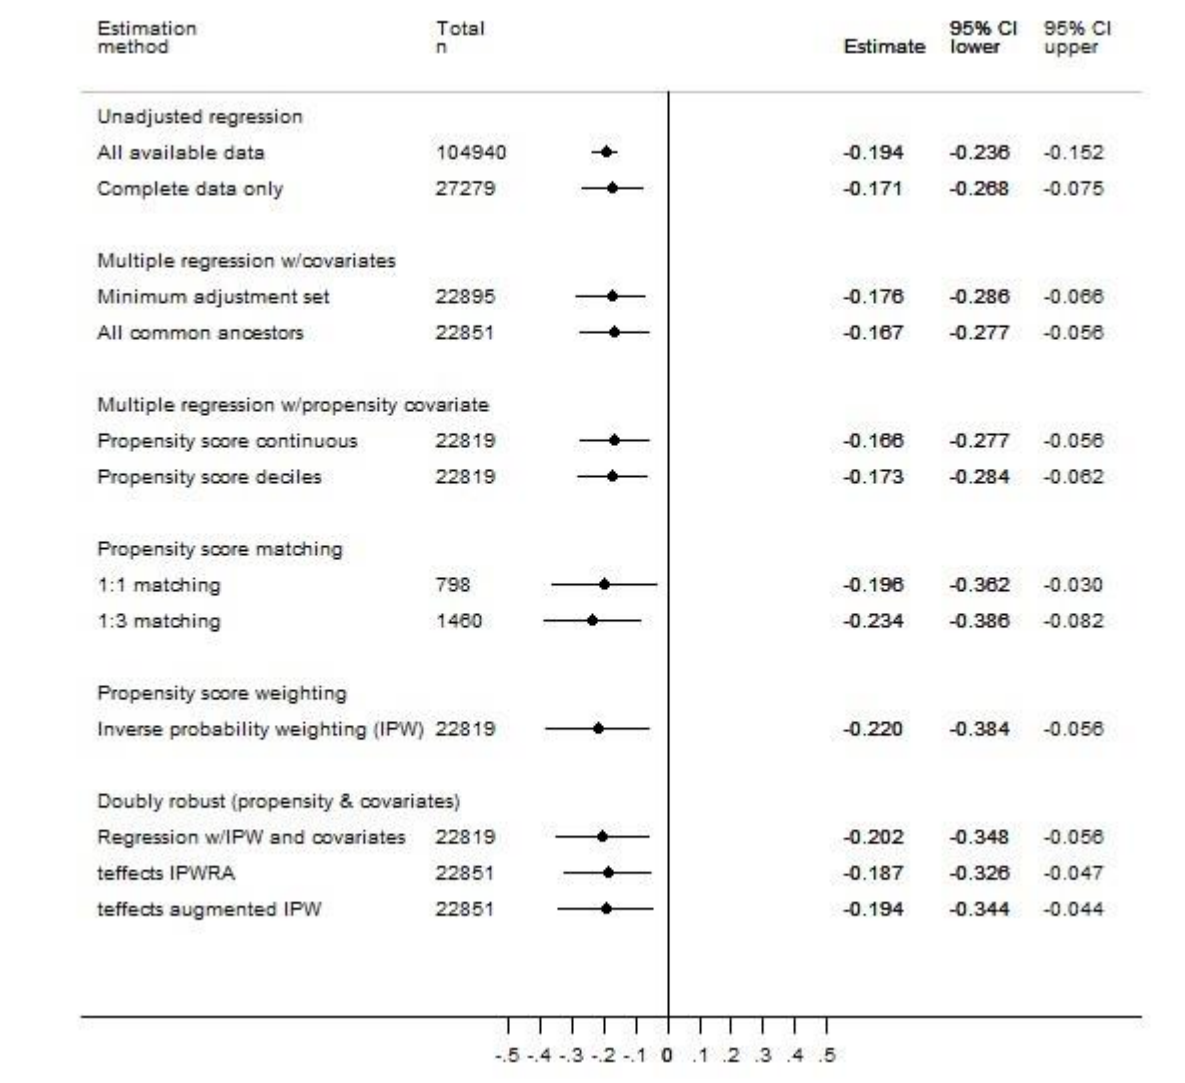 Estimation method Total n Estimate 95% CI lower 95% CI upper
Unadjusted regression
All available data 104940 -0.194 -0.236 -0.152
Complete data only 27279 -0.171 -0.268 -0.075
Multiple regression w/covariates
Minimum adjustment set 22895 -0.176 -0.286 -0.066
All common ancestors 22851 -0.167 -0.277 -0.056
Multiple regression w/propensity covariate
Propensity score continuous 22819 -0.166 -0.277 -0.056
Propensity score deciles 22819 -0.173 -0.284 -0.062
Propensity score matching
1:1 matching 798 -0.196 -0.362 -0.030
1:3 matching 1460 -0.234 -0.386 -0.082
Propensity score weighting
Inverse probability weighting (IPW) 22819 -0.220 -0.384 -0.056
Doubly robust (propensity & covariates)
Regression w/IPW and covariates 22819 -0.202 -0.348 -0.056
teffects IPWRA 22851 -0.187 -0.326 -0.047
teffects augmented IPW 22851 -0.194 -0.344 -0.044
-.5 -.4 -.3 -.2 -.1 0 .1 .2 .3 .4 .5